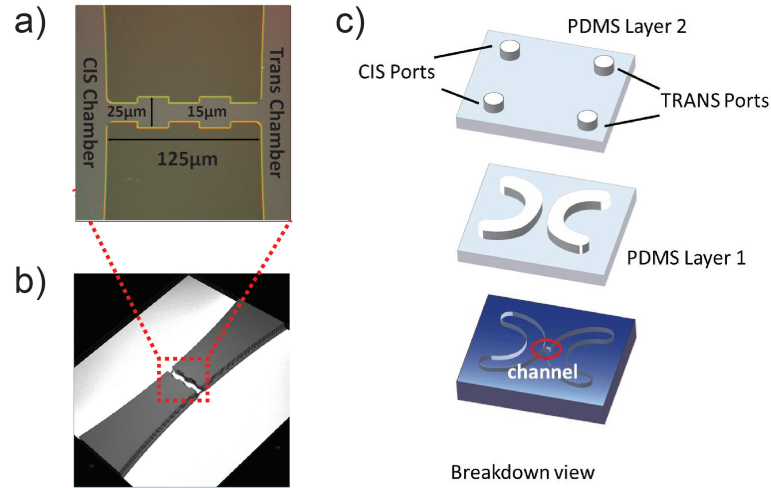 a)
CIS Chamber
25μm
15μm
125μm
Trans Chamber
b)
c)
PDMS Layer 2
CIS Ports
TRANS Ports
PDMS Layer 1
channel
Breakdown view